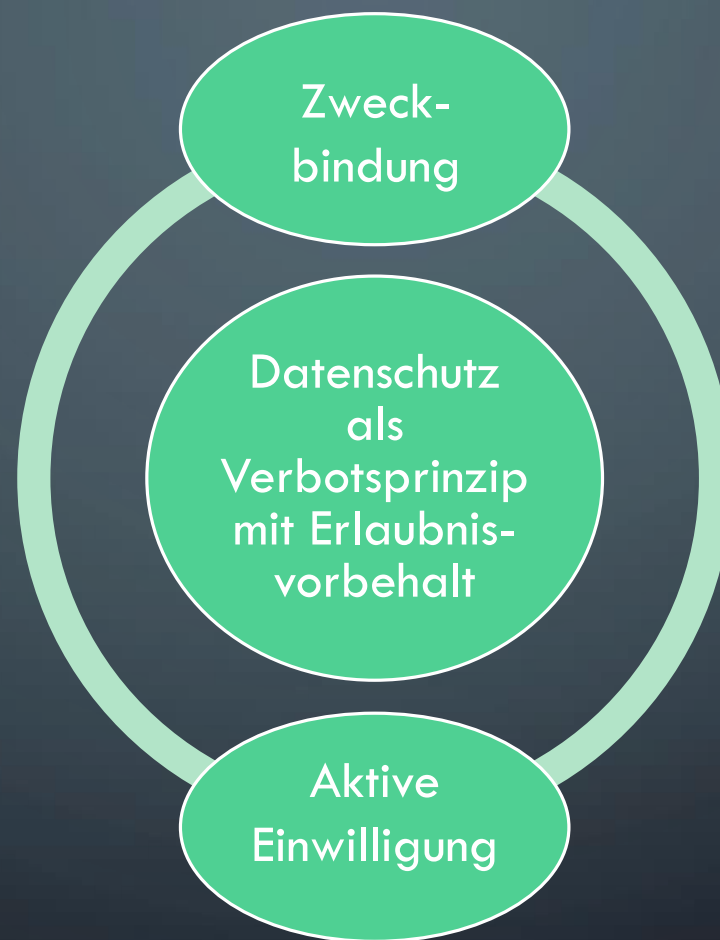 Zweck-
bindung
Datenschutz
als
Verbotsprinzip
mit Erlaubnis-
vorbehalt
Aktive
Einwilligung